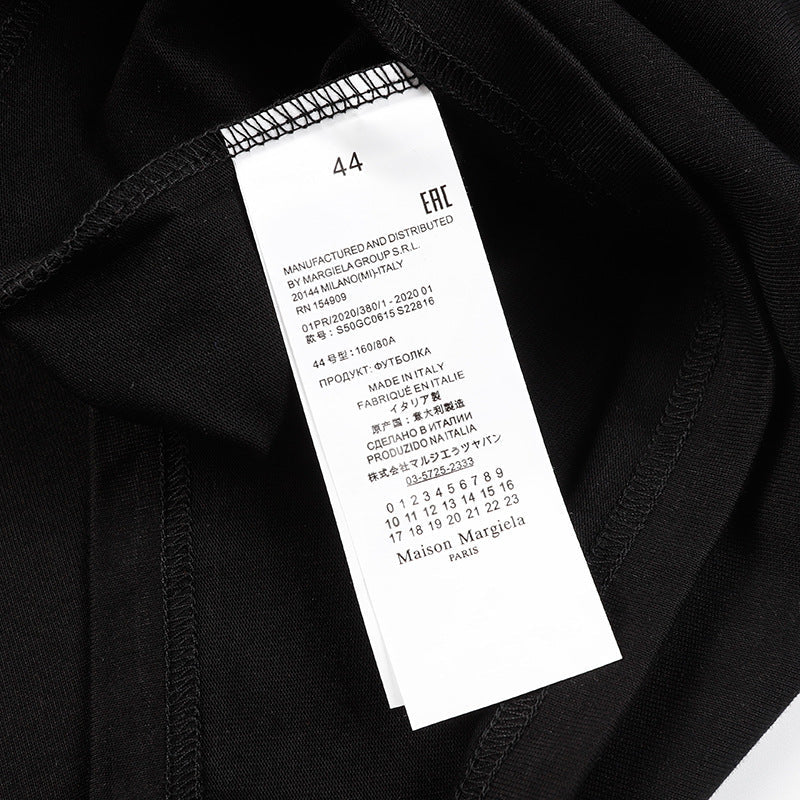 44
EAC
MANUFACTURED AND DISTRIBUTED
BY MARGIELA GROUP S.R.L.
20144 MILANO(MI)-ITALY
RN 154909
01PR/2020/380/1 - 2020 01
款号: S50GC0615 S22816
44 号型: 160/80A
ПРОДУКТ: ФУТБОЛКА
MADE IN ITALY
FABRIQUÉ EN ITALIE
イタリア製
原产国: 意大利製造
СДЕЛАНО В ИТАЛИИ
PRODUZIDO NA ITALIA
株式会社マルジエラヅヤバン
03-5725-2333
0 1 2 3 4 5 6 7 8 9
10 11 12 13 14 15 16
17 18 19 20 21 22 23
Maison Margiela
PARIS